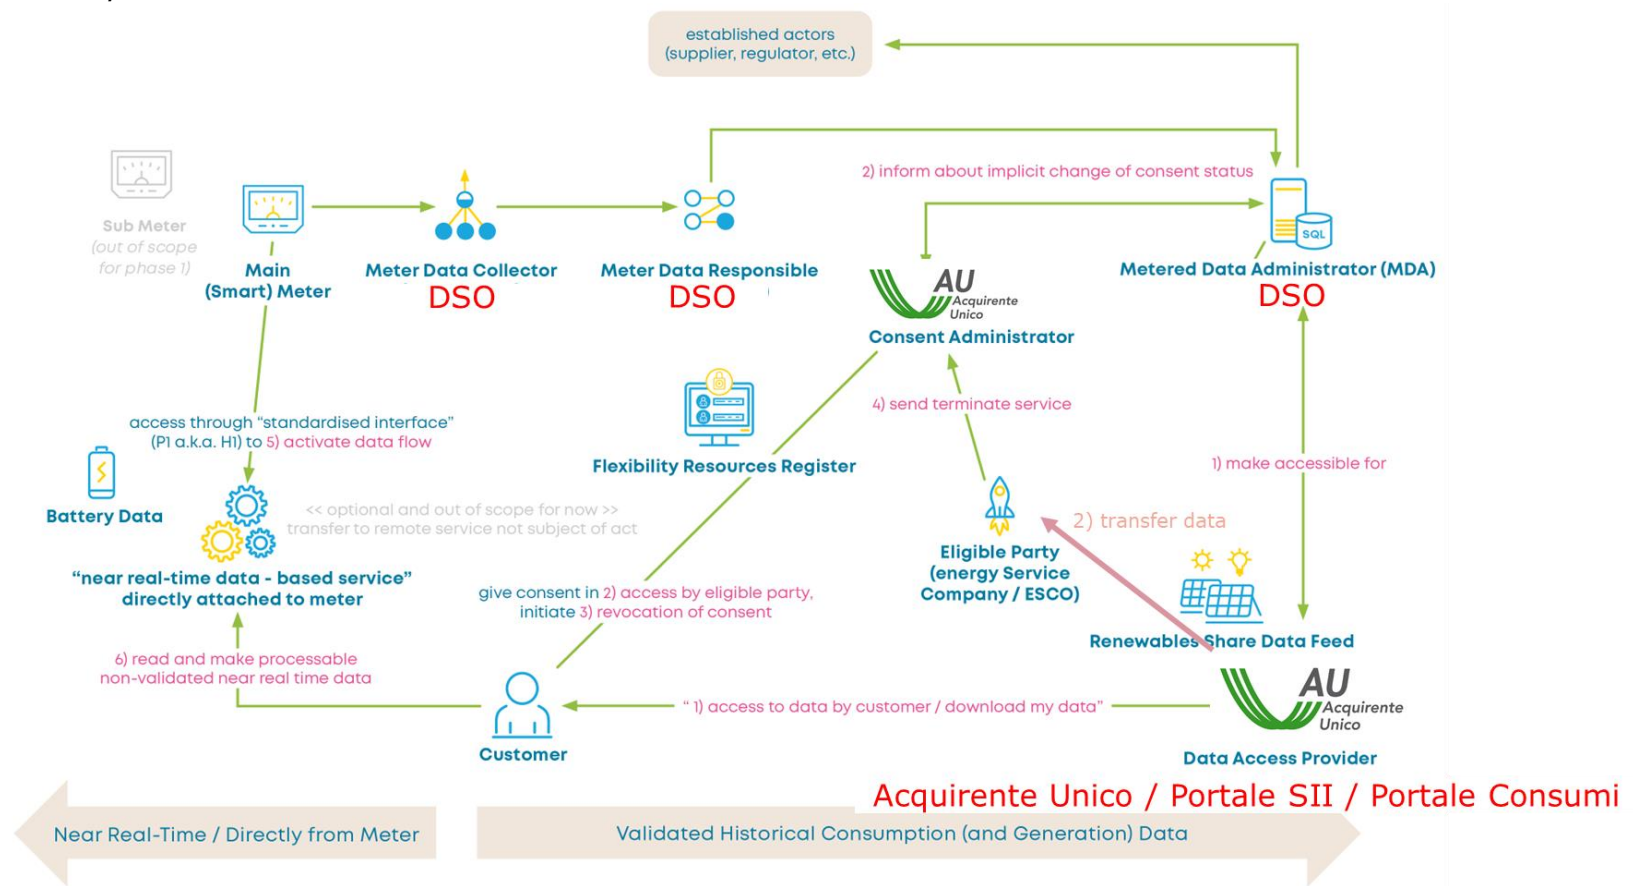 established actors
(supplier, regulator, etc.)
2) inform about implicit change of consent status
Sub Meter
(out of scope
for phase 1)
Main
(Smart) Meter
Meter Data Collector
DSO
Meter Data Responsible
DSO
SQL
Metered Data Administrator (MDA)
DSO
AU
Acquirente
Unico
Consent Administrator
4) send terminate service
access through “standardised interface”
(P1 a.k.a. H1) to 5) activate data flow
Flexibility Resources Register
1) make accessible for
Battery Data
<< optional and out of scope for now >>
transfer to remote service not subject of act
2) transfer data
Eligible Party
(energy Service
Company / ESCO)
“near real-time data - based service”
directly attached to meter
give consent in 2) access by eligible party,
initiate 3) revocation of consent
Renewables Share Data Feed
6) read and make processable
non-validated near real time data
“ 1) access to data by customer / download my data”
AU
Acquirente
Unico
Customer
Data Access Provider
Acquirente Unico / Portale SII / Portale Consumi
Near Real-Time / Directly from Meter
Validated Historical Consumption (and Generation) Data